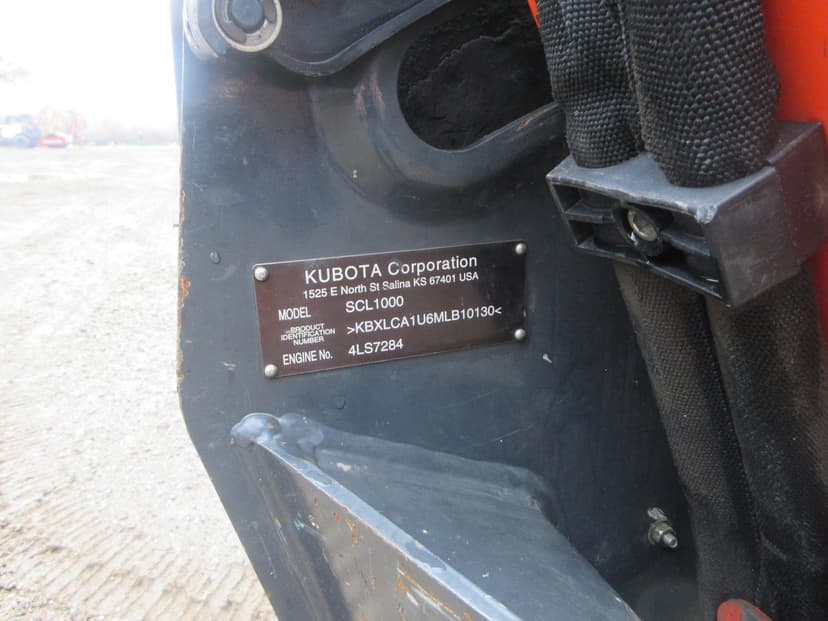 KUBOTA Corporation
1525 E North St Salina KS 67401 USA
MODEL SCL1000
PRODUCT
IDENTIFICATION
NUMBER >KBXLCA1U6MLB10130<
ENGINE No. 4LS7284